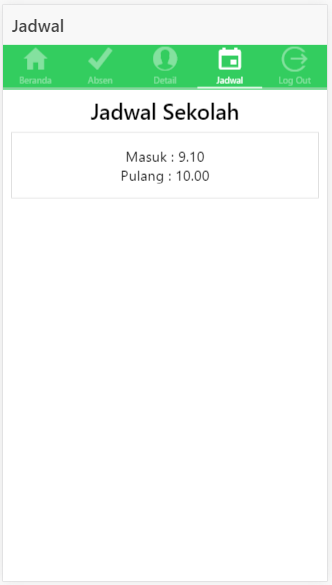 Jadwal
Beranda Absen Detail Jadwal Log Out
Jadwal Sekolah
Masuk : 9.10
Pulang : 10.00